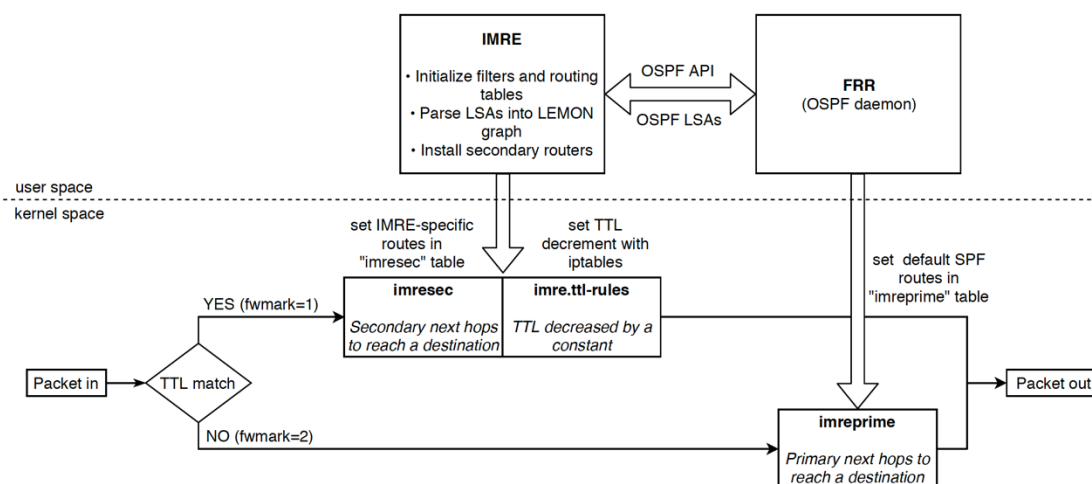 IMRE
• Initialize filters and routing
tables
• Parse LSAs into LEMON
graph
• Install secondary routers
OSPF API
OSPF LSAs
FRR
(OSPF daemon)
user space
kernel space
set IMRE-specific
routes in
"imresec" table
set TTL
decrement with
iptables
set default SPF
routes in
"imreprime" table
YES (fwmark=1)
imresec
Secondary next hops
to reach a destination
imre.ttl-rules
TTL decreased by a
constant
Packet in
TTL match
Packet out
NO (fwmark=2)
imreprime
Primary next hops to
reach a destination